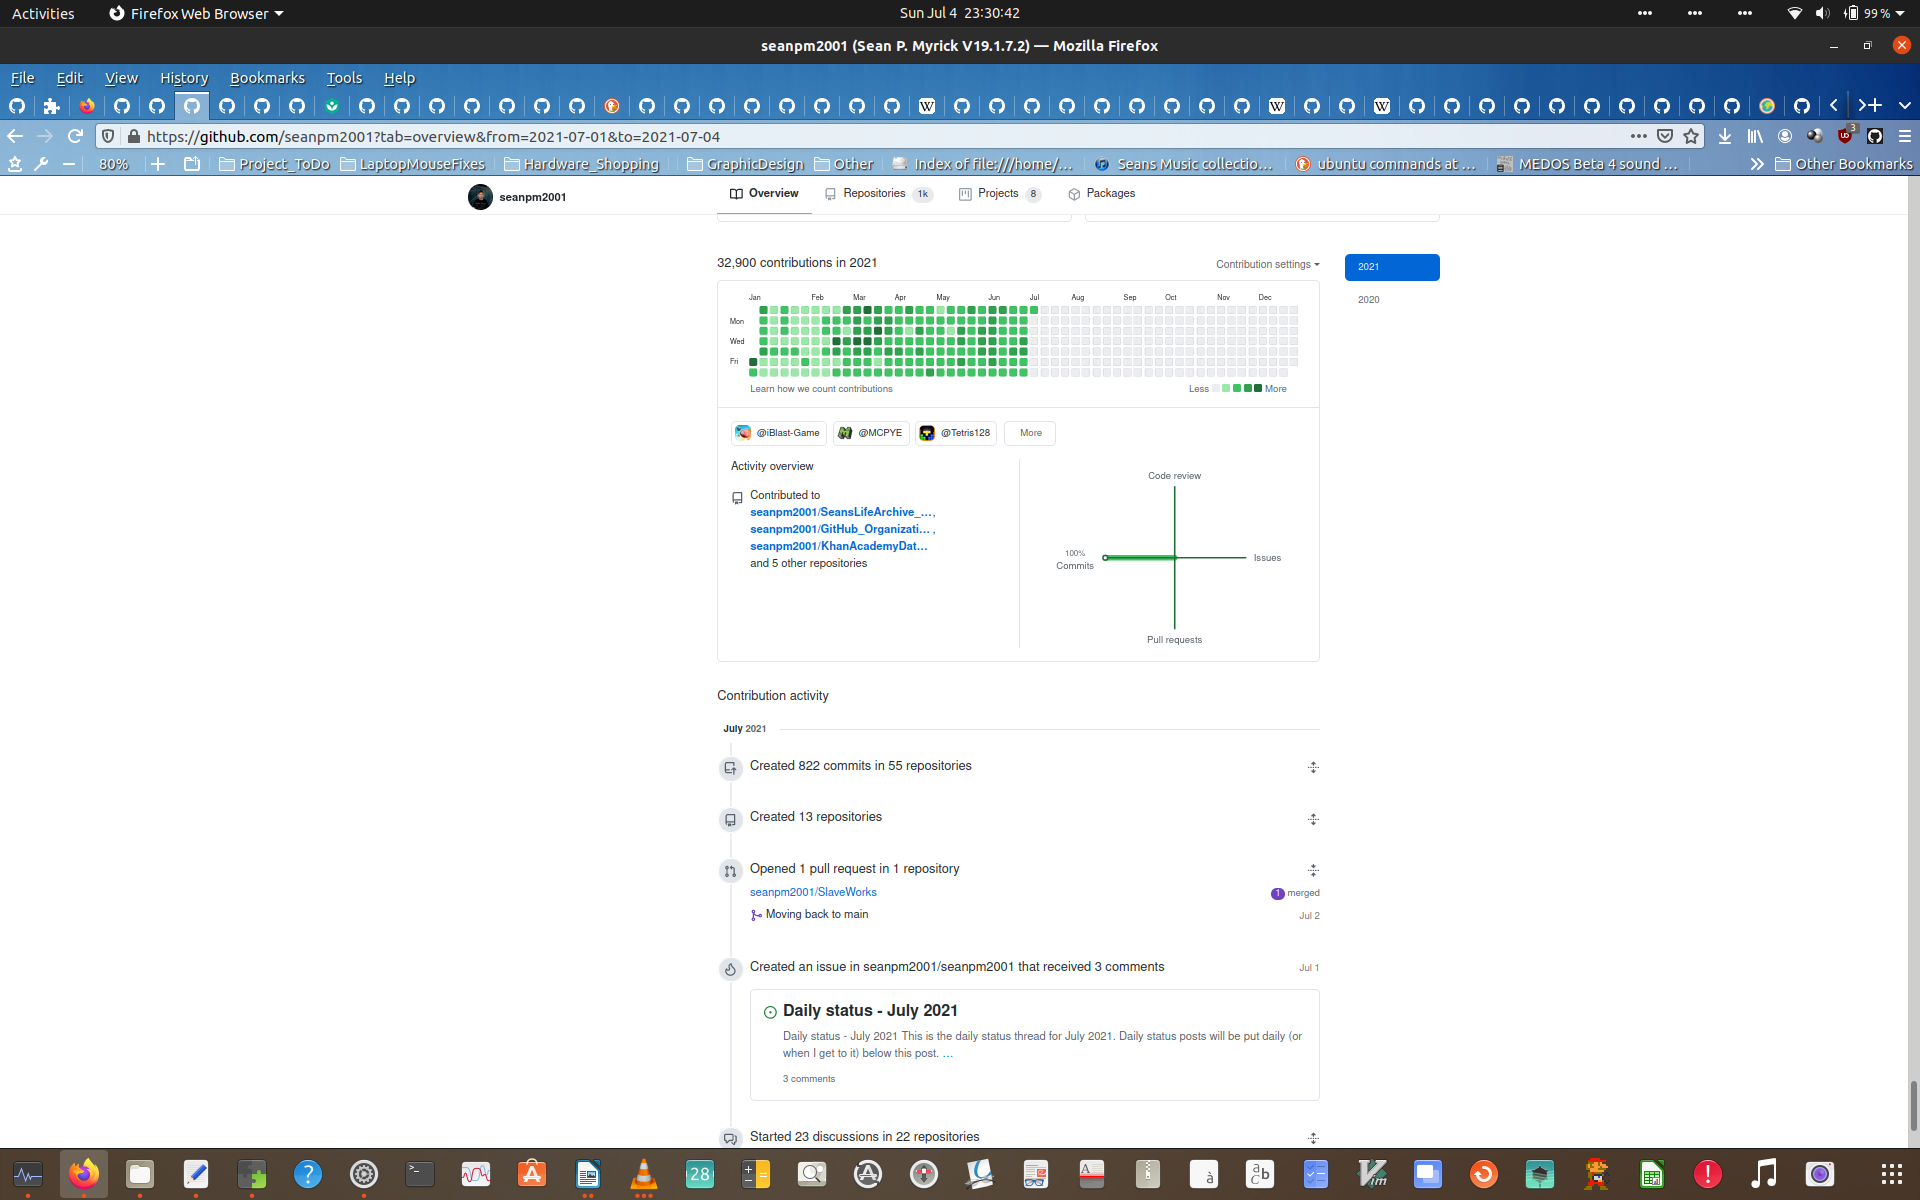 Activities
Firefox Web Browser
Sun Jul 4 23:30:42
99 %
seanpm2001 (Sean P. Myrick V19.1.7.2) — Mozilla Firefox
File Edit View History Bookmarks Tools Help
https://github.com/seanpm2001?tab=overview&from=2021-07-01&to=2021-07-04
3
80%
Project_ToDo
LaptopMouseFixes
Hardware_Shopping
GraphicDesign
Other
Index of file:///home/...
Seans Music collectio...
ubuntu commands at ...
MEDOS Beta 4 sound ...
Other Bookmarks
seanpm2001
Overview
Repositories 1k
Projects 8
Packages
32,900 contributions in 2021
Contribution settings
2021
2020
Jan Feb Mar Apr May Jun Jul Aug Sep Oct Nov Dec
Mon
Wed
Fri
Learn how we count contributions
Less More
@iBlast-Game
@MCPYE
@Tetris128
More
Activity overview
Contributed to
seanpm2001/SeansLifeArchive_...,
seanpm2001/GitHub_Organizati... ,
seanpm2001/KhanAcademyDat...
and 5 other repositories
Code review
100%
Commits
Issues
Pull requests
Contribution activity
July 2021
Created 822 commits in 55 repositories
Created 13 repositories
Opened 1 pull request in 1 repository
seanpm2001/SlaveWorks
1 merged
Moving back to main
Jul 2
Created an issue in seanpm2001/seanpm2001 that received 3 comments
Jul 1
Daily status - July 2021
Daily status - July 2021 This is the daily status thread for July 2021. Daily status posts will be put daily (or
when I get to it) below this post. ...
3 comments
Started 23 discussions in 22 repositories
28